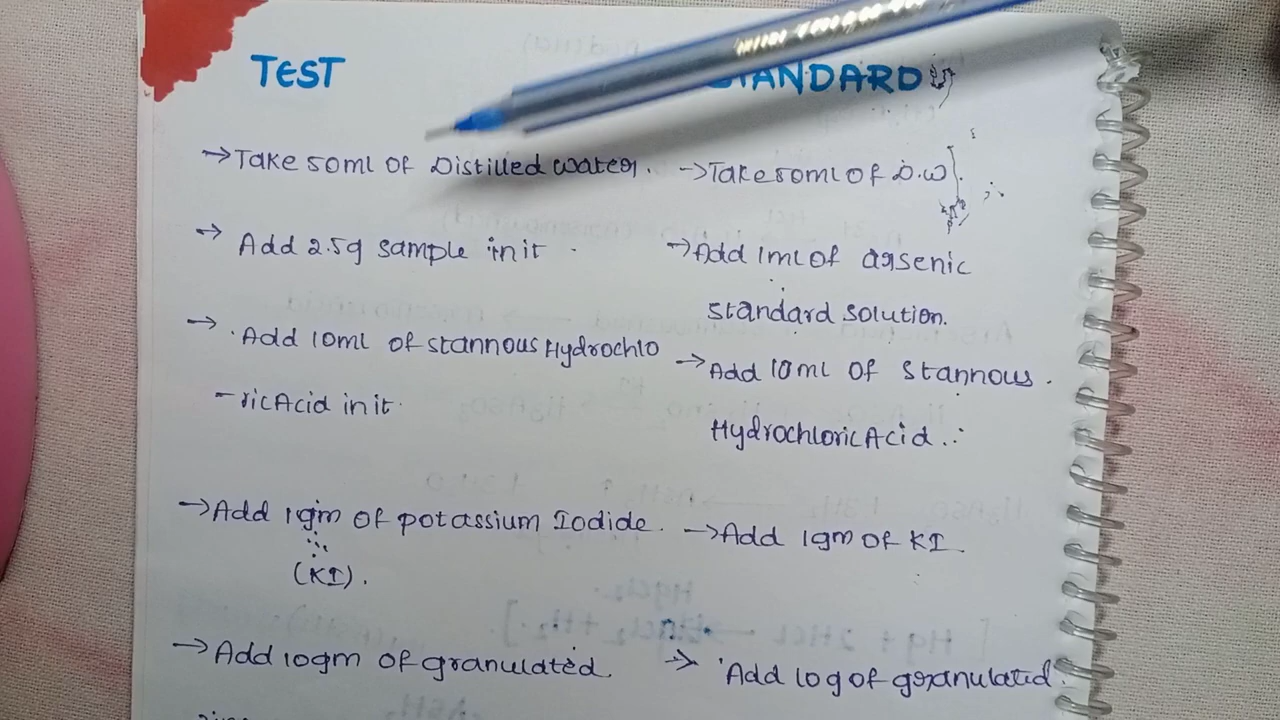 TEST
STANDARD
→Take 50ml of Distilled water.
→Take 50ml of D.W.
→ Add 2.5g sample in it.
→Add 1ml of arsenic
standard solution.
→ Add 10ml of stannous Hydrochlo
-ric Acid in it.
→Add 10ml of stannous.
Hydrochloric Acid.
→Add 1gm of potassium Iodide.
(KI).
→Add 1gm of KI.
→Add 10gm of granulated.
→ Add 10g of granulated.